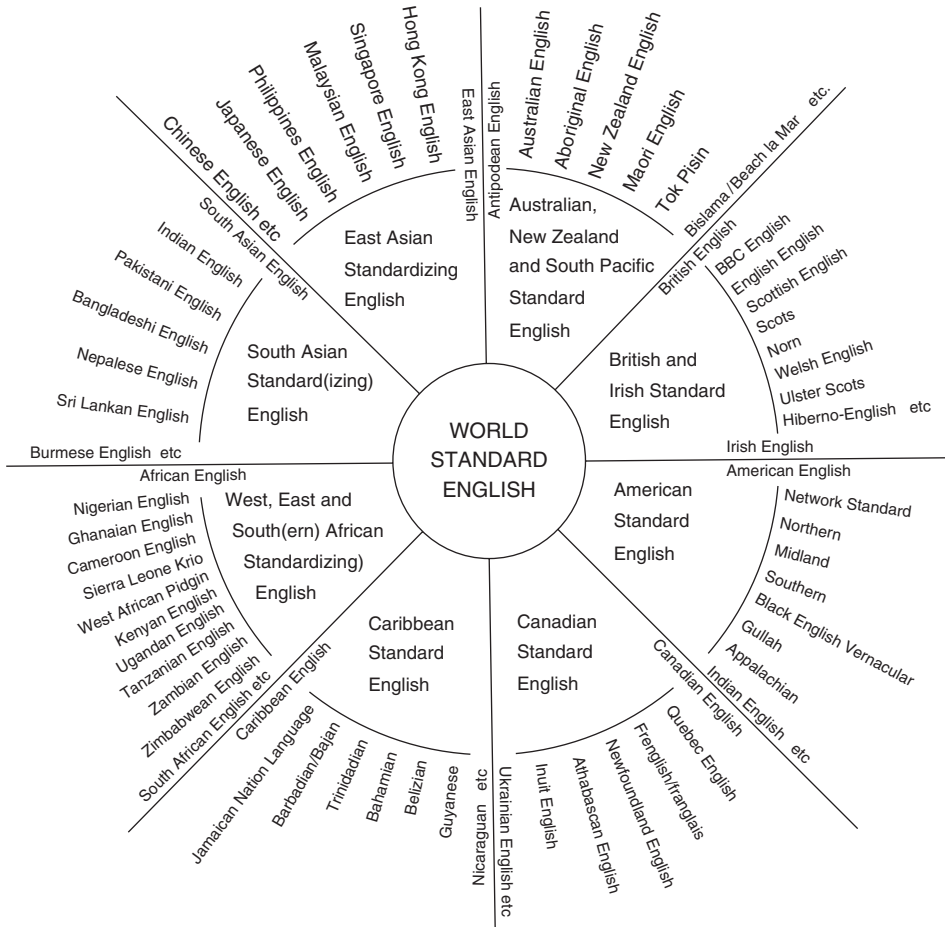 WORLD
STANDARD
ENGLISH
Australian,
New Zealand
and South Pacific
Standard
English
Antipodean English
Australian English
Aboriginal English
New Zealand English
Maori English
Tok Pisin
Bislama/Beach la Mar etc.
British and
Irish Standard
English
British English
BBC English
English English
Scottish English
Scots
Norn
Welsh English
Ulster Scots
Hiberno-English etc
Irish English
American
Standard
English
American English
Network Standard
Northern
Midland
Southern
Black English Vernacular
Gullah
Appalachian
Indian English etc
Canadian
Standard
English
Canadian English
Quebec English
Frenglish/franglais
Newfoundland English
Athabascan English
Inuit English
Ukrainian English etc
Caribbean
Standard
English
Caribbean English
Jamaican Nation Language
Barbadian/Bajan
Trinidadian
Bahamian
Belizian
Guyanese
Nicaraguan etc
West, East and
South(ern) African
Standardizing)
English
African English
Nigerian English
Ghanaian English
Cameroon English
Sierra Leone Krio
West African Pidgin
Kenyan English
Ugandan English
Tanzanian English
Zambian English
Zimbabwean English
South African English etc
South Asian
Standard(izing)
English
South Asian English
Indian English
Pakistani English
Bangladeshi English
Nepalese English
Sri Lankan English
Burmese English etc
East Asian
Standardizing
English
East Asian English
Hong Kong English
Singapore English
Malaysian English
Philippines English
Japanese English
Chinese English etc